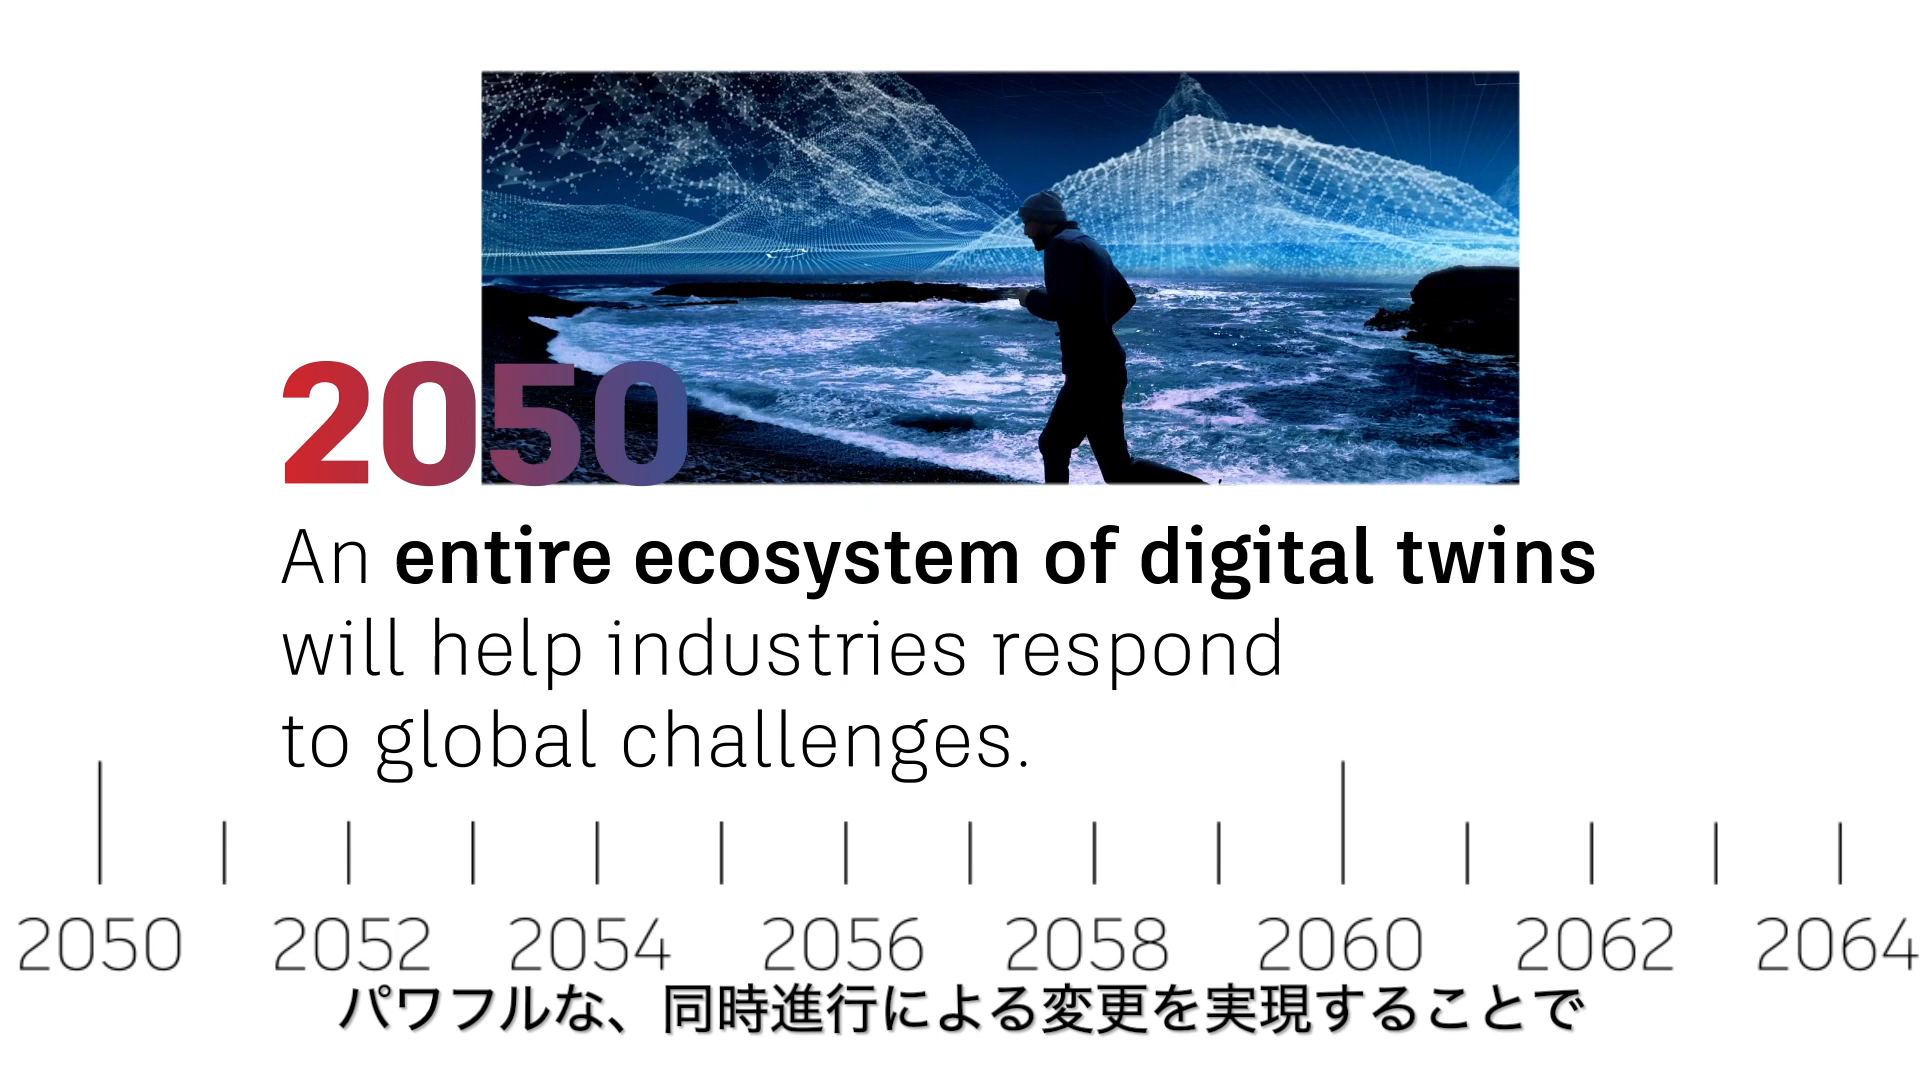 2050
An entire ecosystem of digital twins
will help industries respond
to global challenges.
2050 2052 2054 2056 2058 2060 2062 2064
パワフルな、同時進行による変更を実現することで